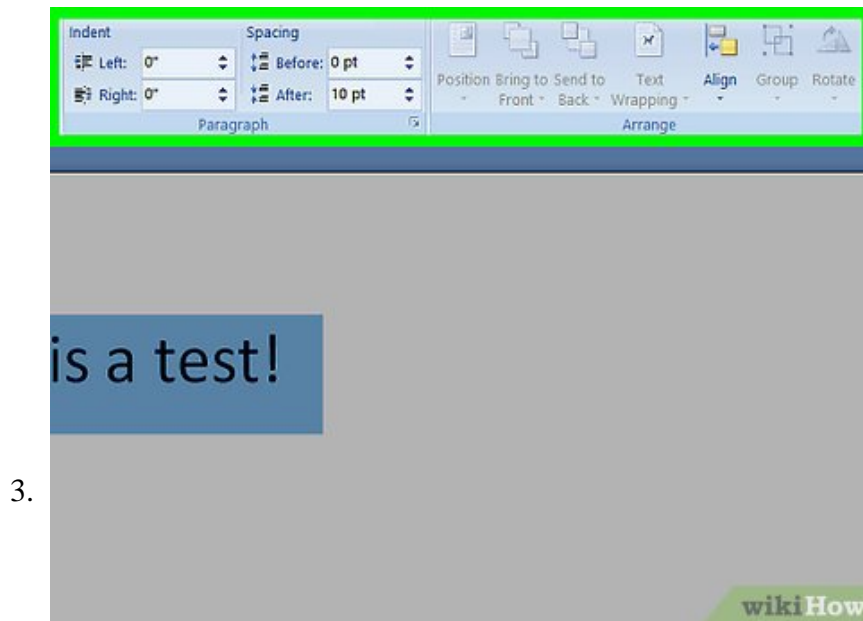 Indent Spacing
Left: 0" Before: 0 pt
Right: 0" After: 10 pt
Position Bring to Send to Text Align Group Rotate
Front Back Wrapping
Paragraph Arrange
is a test!
3.
wikiHow